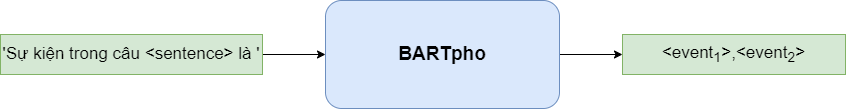 'Sự kiện trong câu <sentence> là '
BARTpho
<event₁>,<event₂>